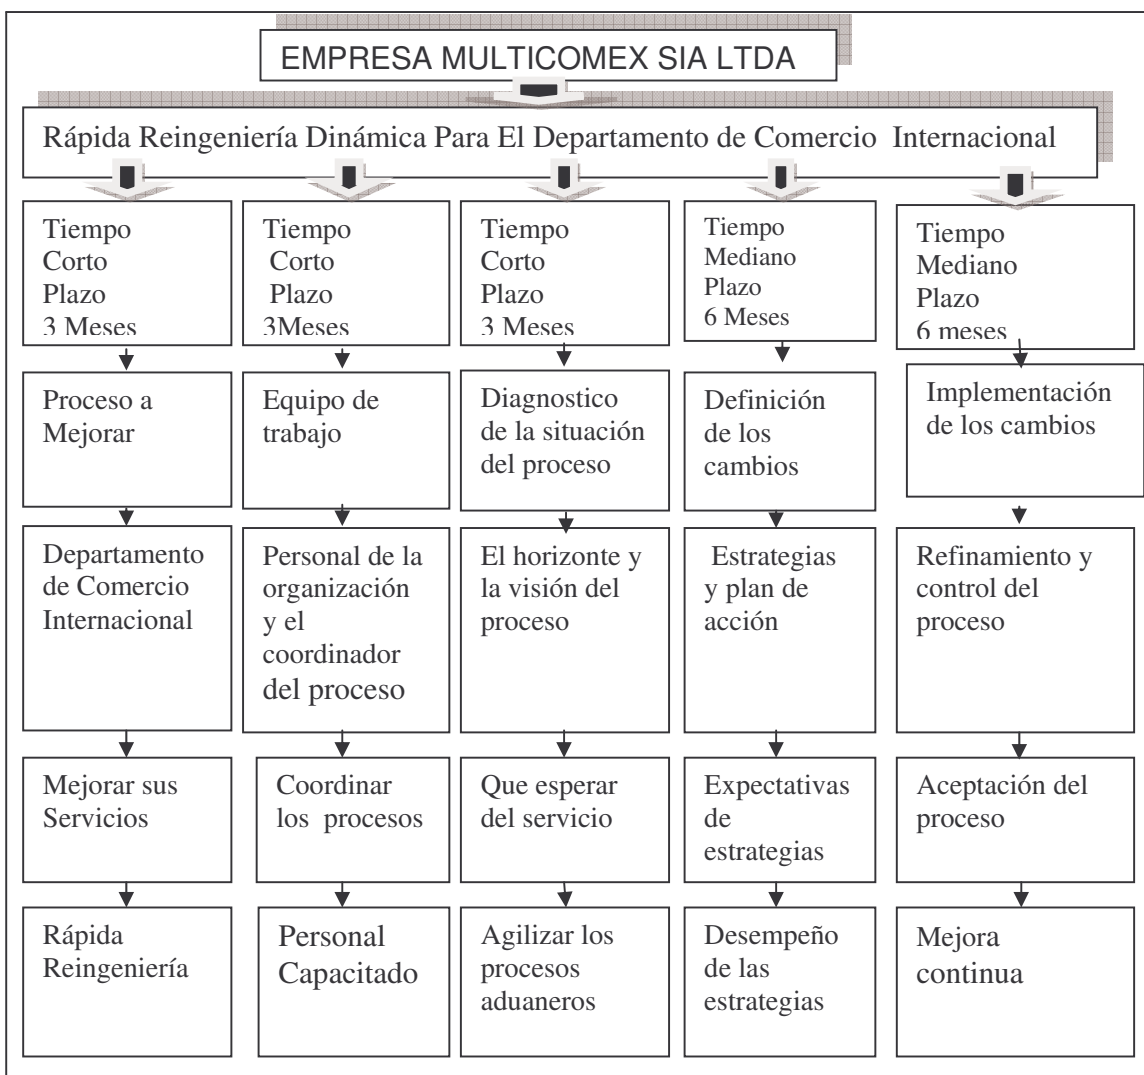 EMPRESA MULTICOMEX SIA LTDA
Rápida Reingeniería Dinámica Para El Departamento de Comercio Internacional
Tiempo
Corto
Plazo
3 Meses
Tiempo
Corto
Plazo
3Meses
Tiempo
Corto
Plazo
3 Meses
Tiempo
Mediano
Plazo
6 Meses
Tiempo
Mediano
Plazo
6 meses
Proceso a
Mejorar
Equipo de
trabajo
Diagnostico
de la situación
del proceso
Definición
de los
cambios
Implementación
de los cambios
Departamento
de Comercio
Internacional
Personal de la
organización
y el
coordinador
del proceso
El horizonte y
la visión del
proceso
Estrategias
y plan de
acción
Refinamiento y
control del
proceso
Mejorar sus
Servicios
Coordinar
los procesos
Que esperar
del servicio
Expectativas
de
estrategias
Aceptación del
proceso
Rápida
Reingeniería
Personal
Capacitado
Agilizar los
procesos
aduaneros
Desempeño
de las
estrategias
Mejora
continua